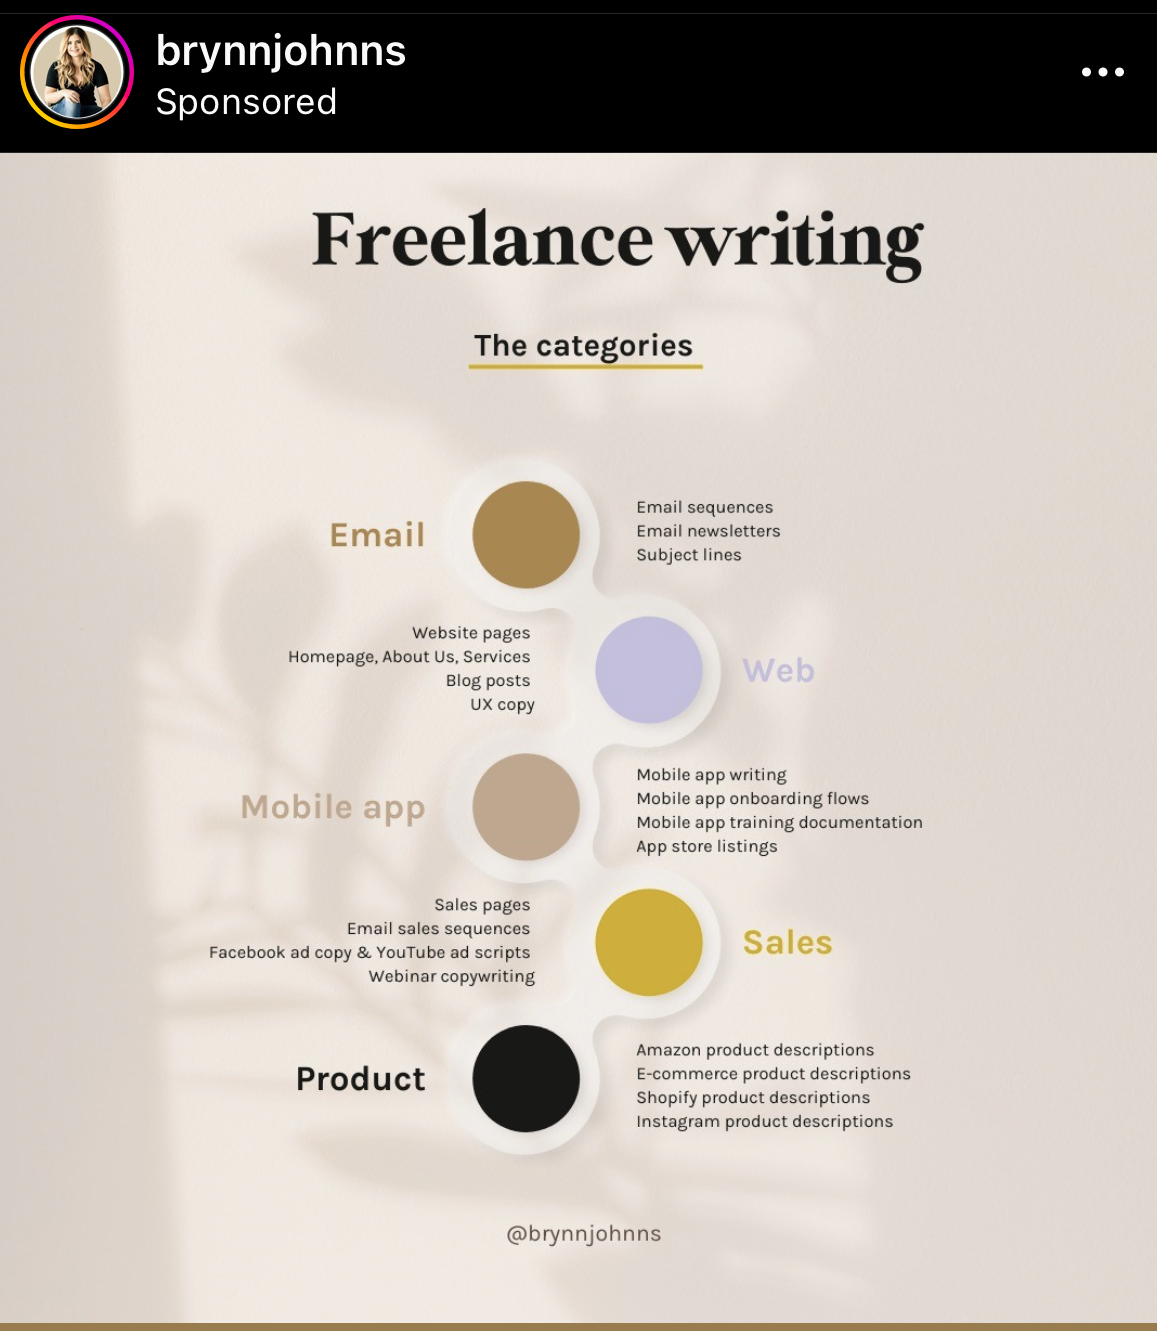 brynnjohnns
Sponsored
Freelance writing
The categories
Email
Email sequences
Email newsletters
Subject lines
Website pages
Homepage, About Us, Services
Blog posts
UX copy
Web
Mobile app
Mobile app writing
Mobile app onboarding flows
Mobile app training documentation
App store listings
Sales pages
Email sales sequences
Facebook ad copy & YouTube ad scripts
Webinar copywriting
Sales
Product
Amazon product descriptions
E-commerce product descriptions
Shopify product descriptions
Instagram product descriptions
@brynnjohnns